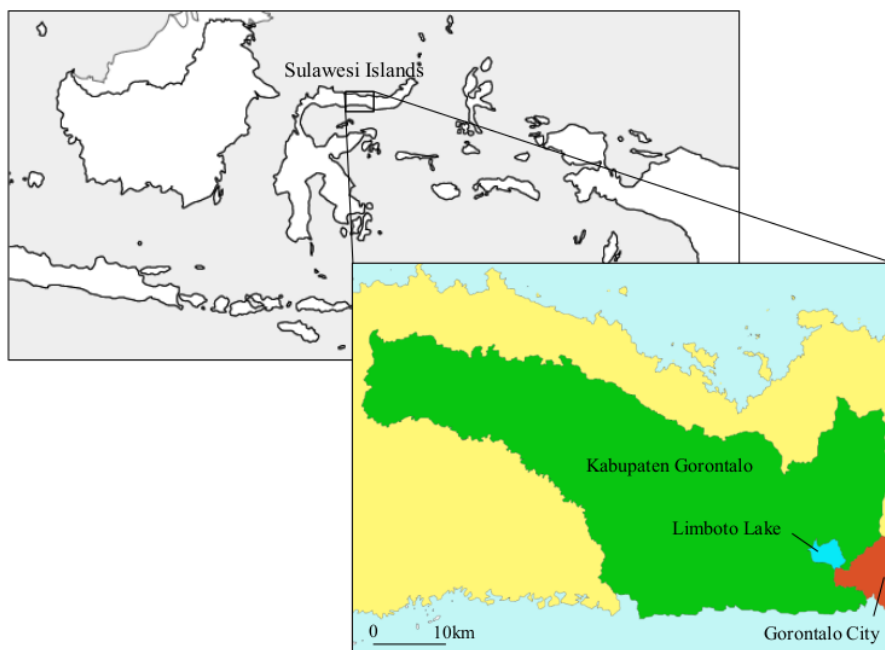 Sulawesi Islands
Kabupaten Gorontalo
Limboto Lake
0 10km
Gorontalo City